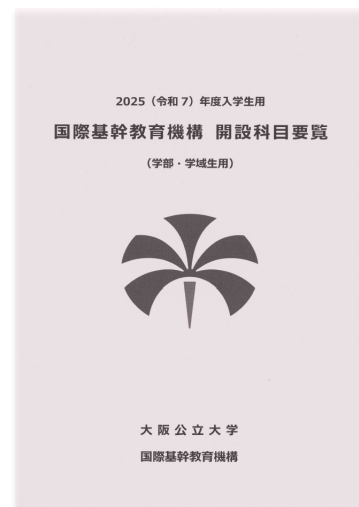 2025（令和7）年度入学生用
国際基幹教育機構 開設科目要覧
（学部・学域生用）
大阪公立大学
国際基幹教育機構